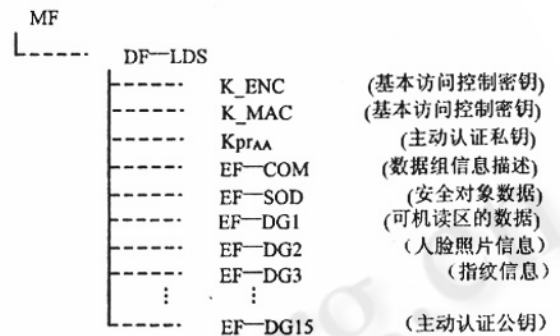 MF
DF—LDS
K_ENC (基本访问控制密钥)
K_MAC (基本访问控制密钥)
KprAA (主动认证私钥)
EF—COM (数据组信息描述)
EF—SOD (安全对象数据)
EF—DG1 (可机读区的数据)
EF—DG2 （人脸照片信息）
EF—DG3 （指纹信息）
EF—DG15 （主动认证公钥）